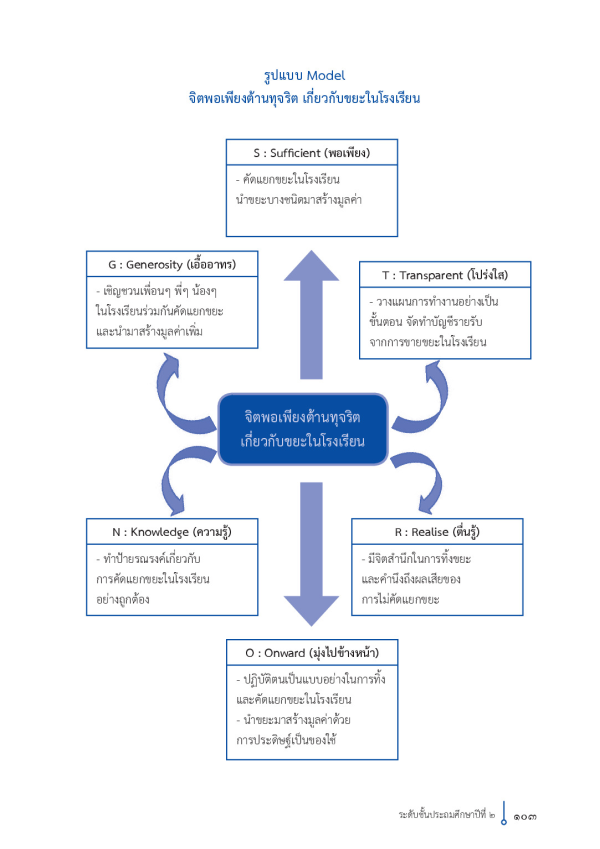 รูปแบบ Model
จิตพอเพียงต้านทุจริต เกี่ยวกับขยะในโรงเรียน
S : Sufficient (พอเพียง)
- คัดแยกขยะในโรงเรียน
นำขยะบางชนิดมาสร้างมูลค่า
G : Generosity (เอื้ออาทร)
- เชิญชวนเพื่อนๆ พี่ๆ น้องๆ
ในโรงเรียนร่วมกันคัดแยกขยะ
และนำมาสร้างมูลค่าเพิ่ม
T : Transparent (โปร่งใส)
- วางแผนการทำงานอย่างเป็น
ขั้นตอน จัดทำบัญชีรายรับ
จากการขายขยะในโรงเรียน
จิตพอเพียงต้านทุจริต
เกี่ยวกับขยะในโรงเรียน
N : Knowledge (ความรู้)
- ทำป้ายรณรงค์เกี่ยวกับ
การคัดแยกขยะในโรงเรียน
อย่างถูกต้อง
R : Realise (ตื่นรู้)
- มีจิตสำนึกในการทิ้งขยะ
และคำนึงถึงผลเสียของ
การไม่คัดแยกขยะ
O : Onward (มุ่งไปข้างหน้า)
- ปฏิบัติตนเป็นแบบอย่างในการทิ้ง
และคัดแยกขยะในโรงเรียน
- นำขยะมาสร้างมูลค่าด้วย
การประดิษฐ์เป็นของใช้
ระดับชั้นประถมศึกษาปีที่ ๒ ๑๐๓